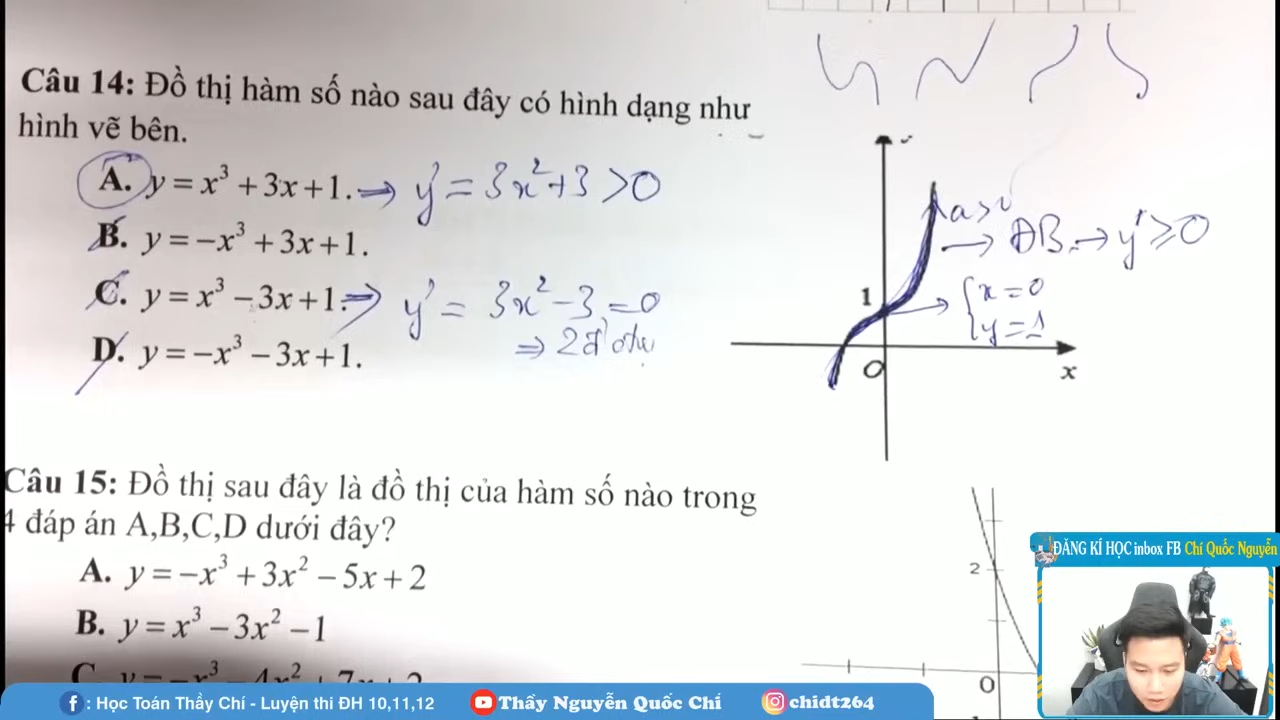 Câu 14: Đồ thị hàm số nào sau đây có hình dạng như
hình vẽ bên.
A. y = x³ + 3x + 1. ⇒ y' = 3x² + 3 > 0
B. y = −x³ + 3x + 1.
C. y = x³ − 3x + 1. ⇒ y' = 3x² − 3 = 0
⇒ 2
D. y = −x³ − 3x + 1.
a > 0
→ ĐB → y' ≥ 0
1
x = 0
y = 1
O
x
Câu 15: Đồ thị sau đây là đồ thị của hàm số nào trong
4 đáp án A,B,C,D dưới đây?
A. y = −x³ + 3x² − 5x + 2
B. y = x³ − 3x² − 1
2
O
ĐĂNG KÍ HỌC inbox FB Chí Quốc Nguyễn
: Học Toán Thầy Chí - Luyện thi ĐH 10,11,12
Thầy Nguyễn Quốc Chí
chidt264